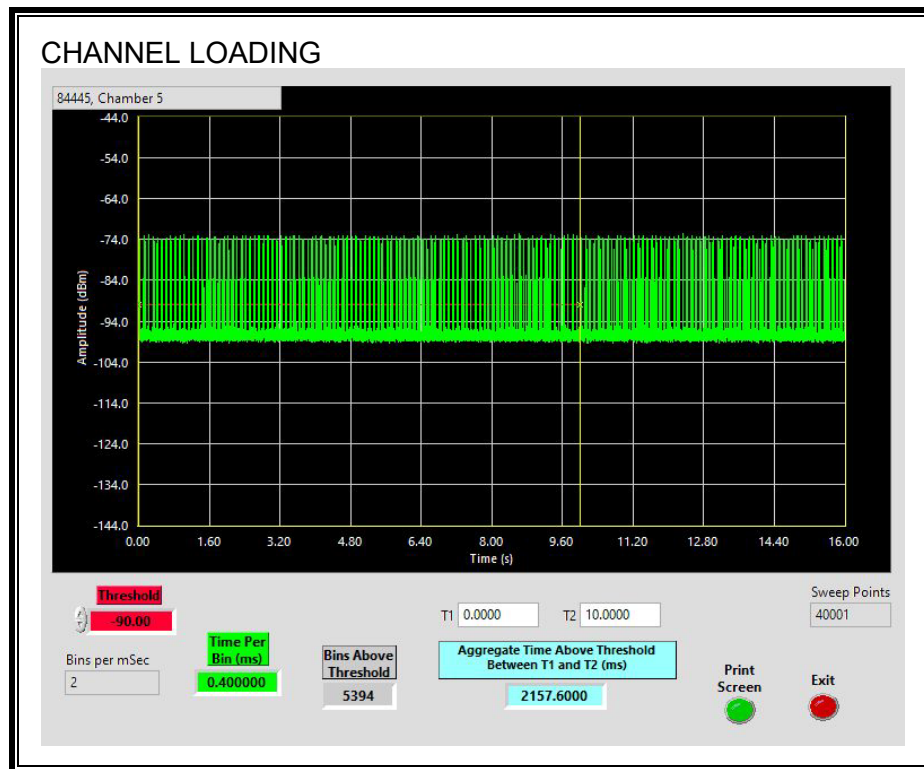 CHANNEL LOADING
84445, Chamber 5
-44.0
-54.0
-64.0
-74.0
-84.0
-94.0
-104.0
-114.0
-124.0
-134.0
-144.0
Amplitude (dBm)
0.00 1.60 3.20 4.80 6.40 8.00 9.60 11.20 12.80 14.40 16.00
Time (s)
Threshold
-90.00
Bins per mSec
2
Time Per
Bin (ms)
0.400000
Bins Above
Threshold
5394
T1 0.0000 T2 10.0000
Aggregate Time Above Threshold
Between T1 and T2 (ms)
2157.6000
Sweep Points
40001
Print
Screen
Exit